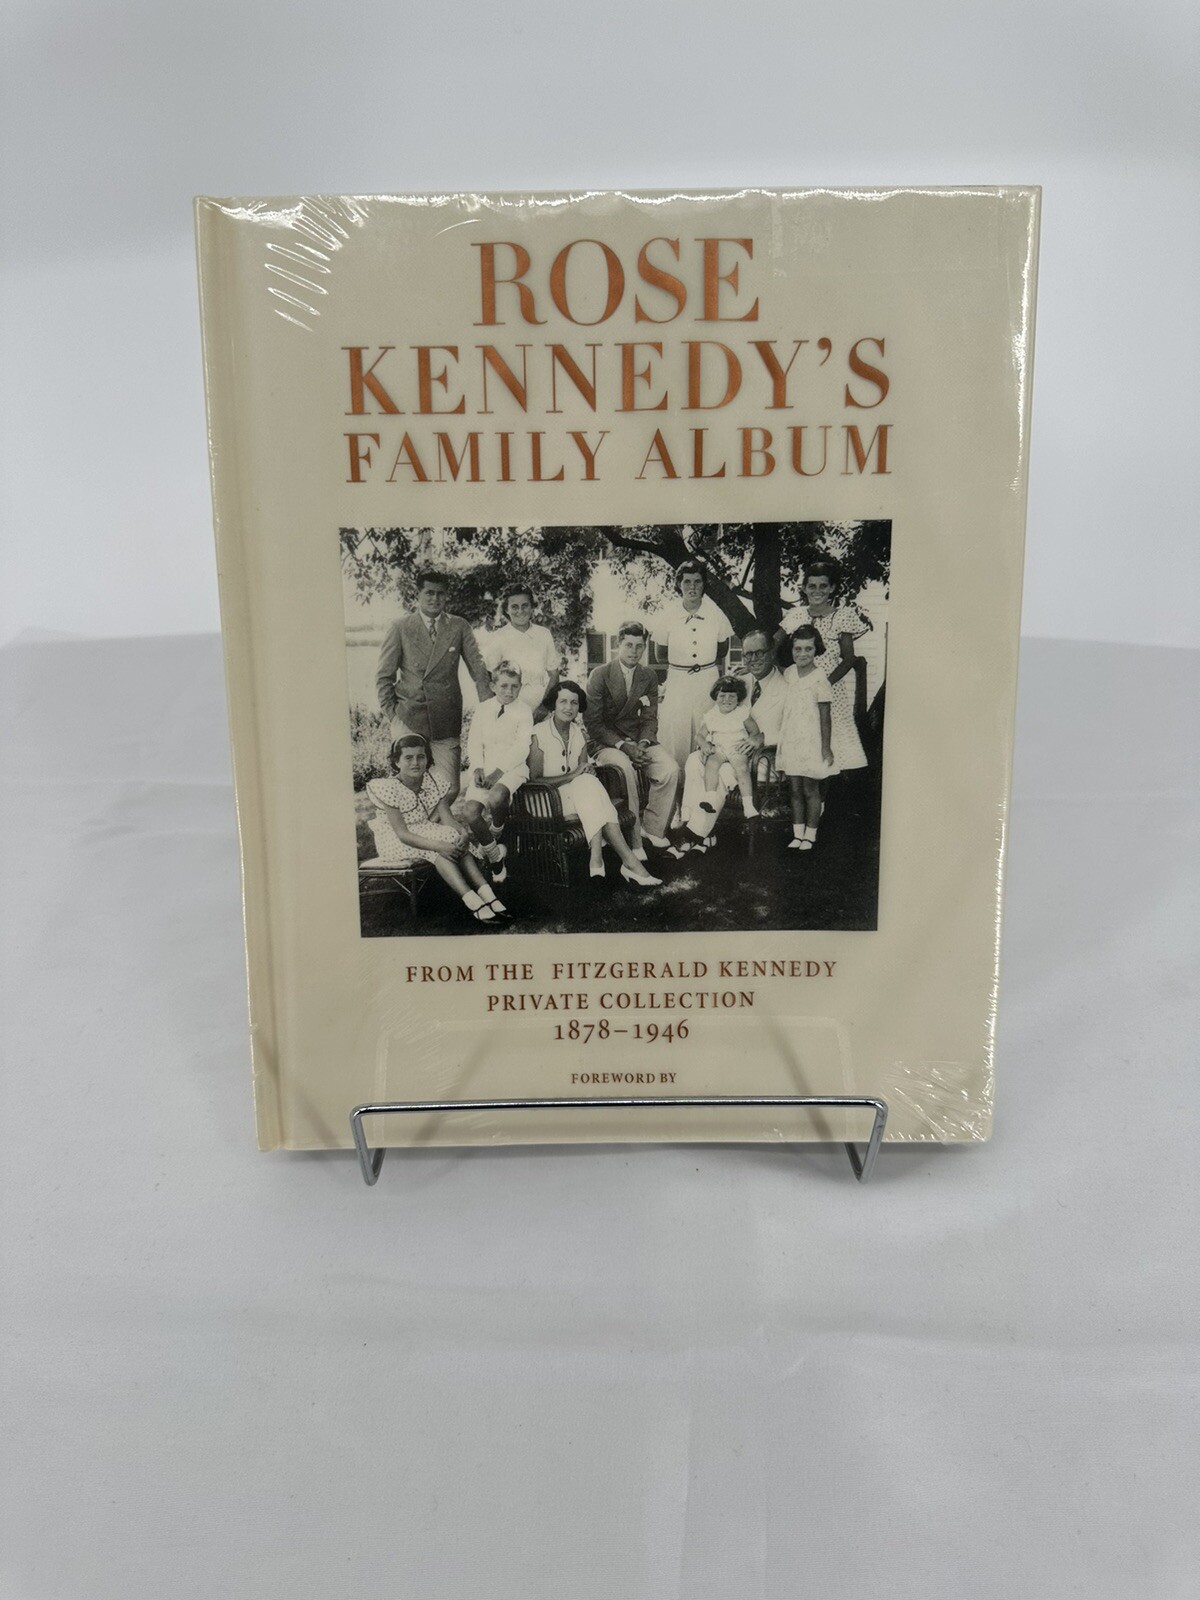 ROSE
KENNEDY'S
FAMILY ALBUM
FROM THE FITZGERALD KENNEDY
PRIVATE COLLECTION
1878–1946
FOREWORD BY